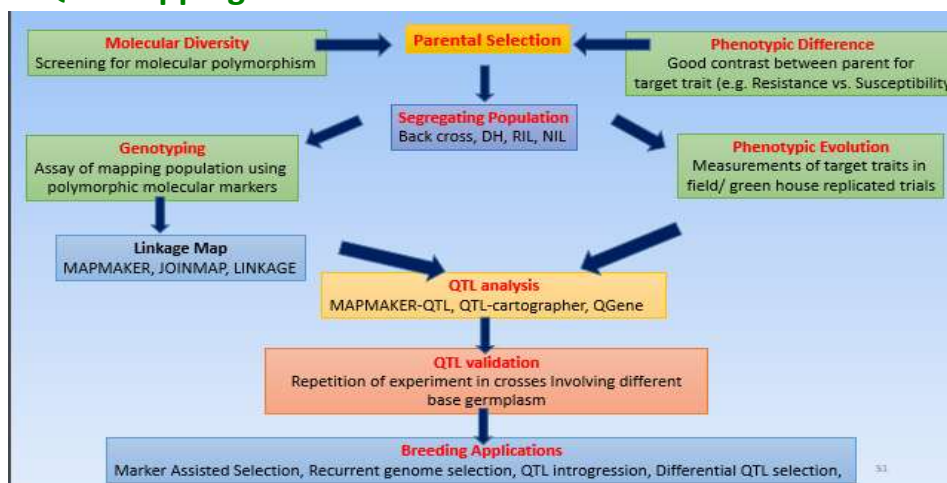 Molecular Diversity
Screening for molecular polymorphism
Parental Selection
Phenotypic Difference
Good contrast between parent for
target trait (e.g. Resistance vs. Susceptibility
Segregating Population
Back cross, DH, RIL, NIL
Genotyping
Assay of mapping population using
polymorphic molecular markers
Phenotypic Evolution
Measurements of target traits in
field/ green house replicated trials
Linkage Map
MAPMAKER, JOINMAP, LINKAGE
QTL analysis
MAPMAKER-QTL, QTL-cartographer, QGene
QTL validation
Repetition of experiment in crosses Involving different
base germplasm
Breeding Applications
Marker Assisted Selection, Recurrent genome selection, QTL introgression, Differential QTL selection,